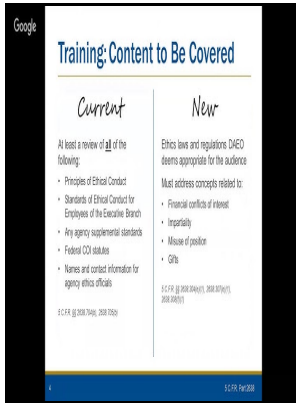 Google
Training: Content to Be Covered
Current
At least a review of all of the
following:
• Principles of Ethical Conduct
• Standards of Ethical Conduct for
Employees of the Executive Branch
• Any agency supplemental standards
• Federal COI statutes
• Names and contact information for
agency ethics officials
New
Ethics laws and regulations DAEO
deems appropriate for the audience
Must address concepts related to:
• Financial conflicts of interest
• Impartiality
• Misuse of position
• Gifts
4
5 C.F.R. Part 2638